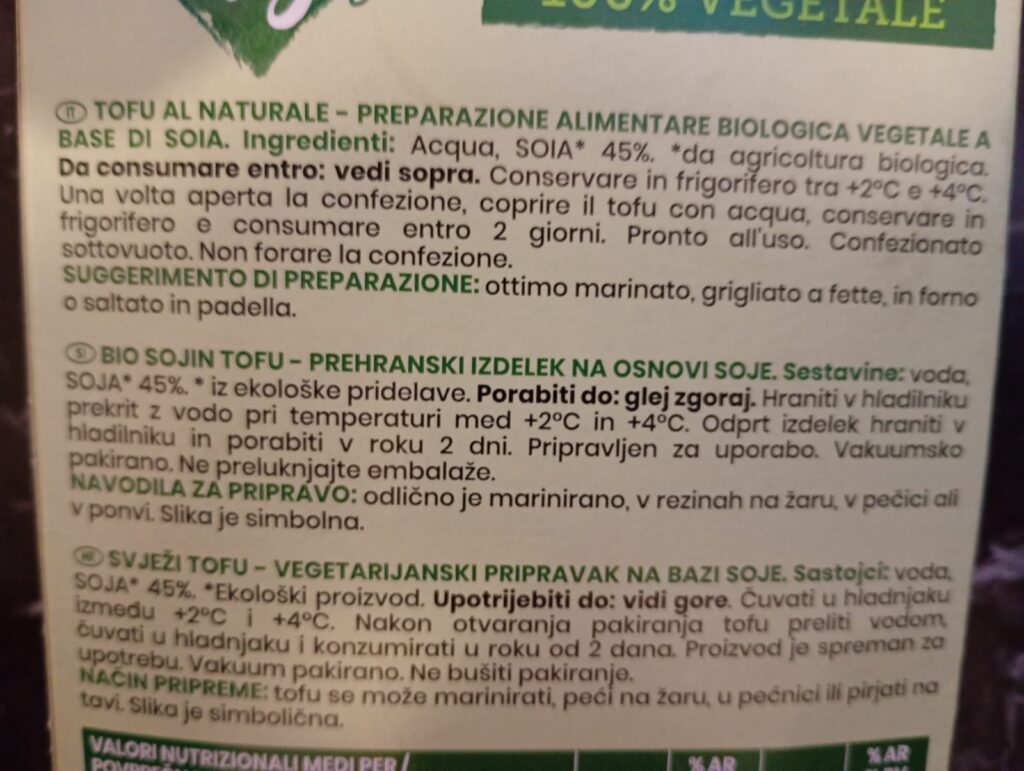 100% VEGETALE
IT TOFU AL NATURALE – PREPARAZIONE ALIMENTARE BIOLOGICA VEGETALE A
BASE DI SOIA. Ingredienti: Acqua, SOIA* 45%. *da agricoltura biologica.
Da consumare entro: vedi sopra. Conservare in frigorifero tra +2°C e +4°C.
Una volta aperta la confezione, coprire il tofu con acqua, conservare in
frigorifero e consumare entro 2 giorni. Pronto all'uso. Confezionato
sottovuoto. Non forare la confezione.
SUGGERIMENTO DI PREPARAZIONE: ottimo marinato, grigliato a fette, in forno
o saltato in padella.
SI BIO SOJIN TOFU – PREHRANSKI IZDELEK NA OSNOVI SOJE. Sestavine: voda,
SOJA* 45%. * iz ekološke pridelave. Porabiti do: glej zgoraj. Hraniti v hladilniku
prekrit z vodo pri temperaturi med +2°C in +4°C. Odprt izdelek hraniti v
hladilniku in porabiti v roku 2 dni. Pripravljen za uporabo. Vakuumsko
pakirano. Ne preluknjajte embalaže.
NAVODILA ZA PRIPRAVO: odlično je marinirano, v rezinah na žaru, v pečici ali
v ponvi. Slika je simbolna.
HR SVJEŽI TOFU – VEGETARIJANSKI PRIPRAVAK NA BAZI SOJE. Sastojci: voda,
SOJA* 45%. *Ekološki proizvod. Upotrijebiti do: vidi gore. Čuvati u hladnjaku
između +2°C i +4°C. Nakon otvaranja pakiranja tofu preliti vodom,
čuvati u hladnjaku i konzumirati u roku od 2 dana. Proizvod je spreman za
upotrebu. Vakuum pakirano. Ne bušiti pakiranje.
NAČIN PRIPREME: tofu se može marinirati, peći na žaru, u pećnici ili pirjati na
tavi. Slika je simbolična.
VALORI NUTRIZIONALI MEDI PER / %AR %AR